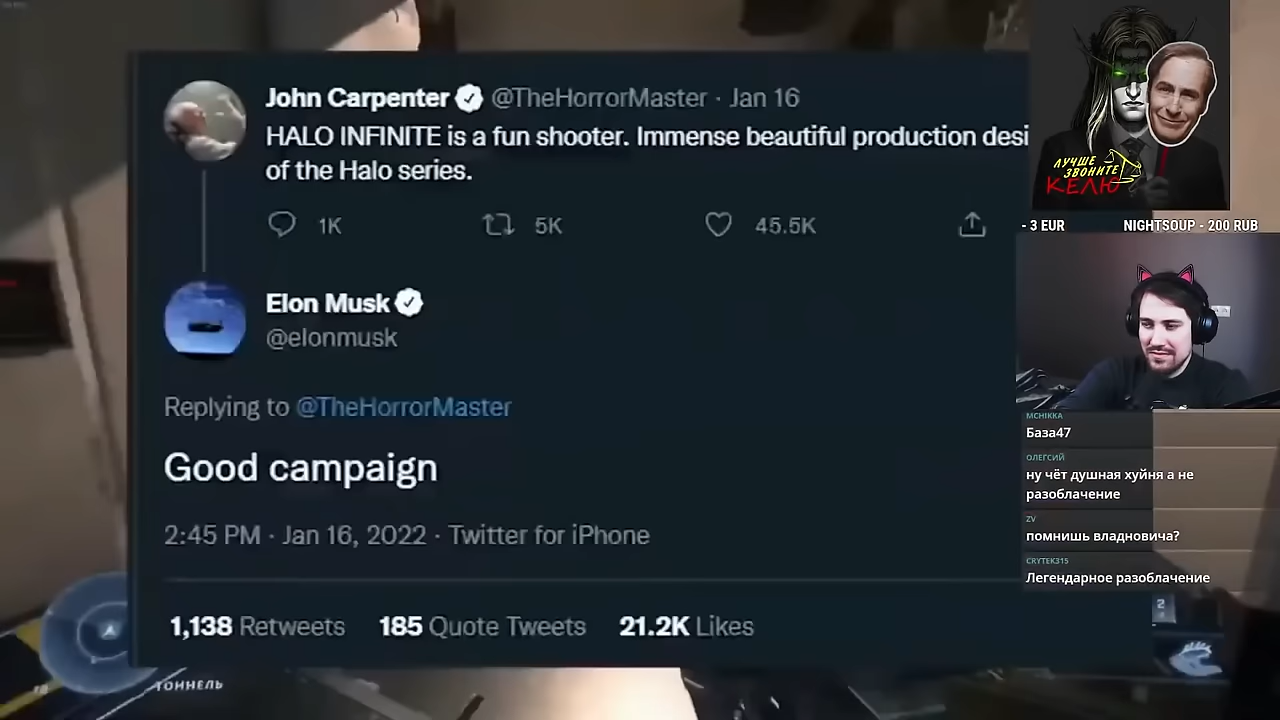 John Carpenter @TheHorrorMaster · Jan 16
HALO INFINITE is a fun shooter. Immense beautiful production desi
of the Halo series.
1K 5K 45.5K
Elon Musk
@elonmusk
Replying to @TheHorrorMaster
Good campaign
2:45 PM · Jan 16, 2022 · Twitter for iPhone
1,138 Retweets 185 Quote Tweets 21.2K Likes
ТОННЕЛЬ
ЛУЧШЕ
ЗВОНИТЕ
КЕЛЮ
- 3 EUR NIGHTSOUP - 200 RUB
MCHIKKA
База47
ОЛЕГСИЙ
ну чёт душная хуйня а не
разоблачение
ZV
помнишь владновича?
CRYTEK315
Легендарное разоблачение
2